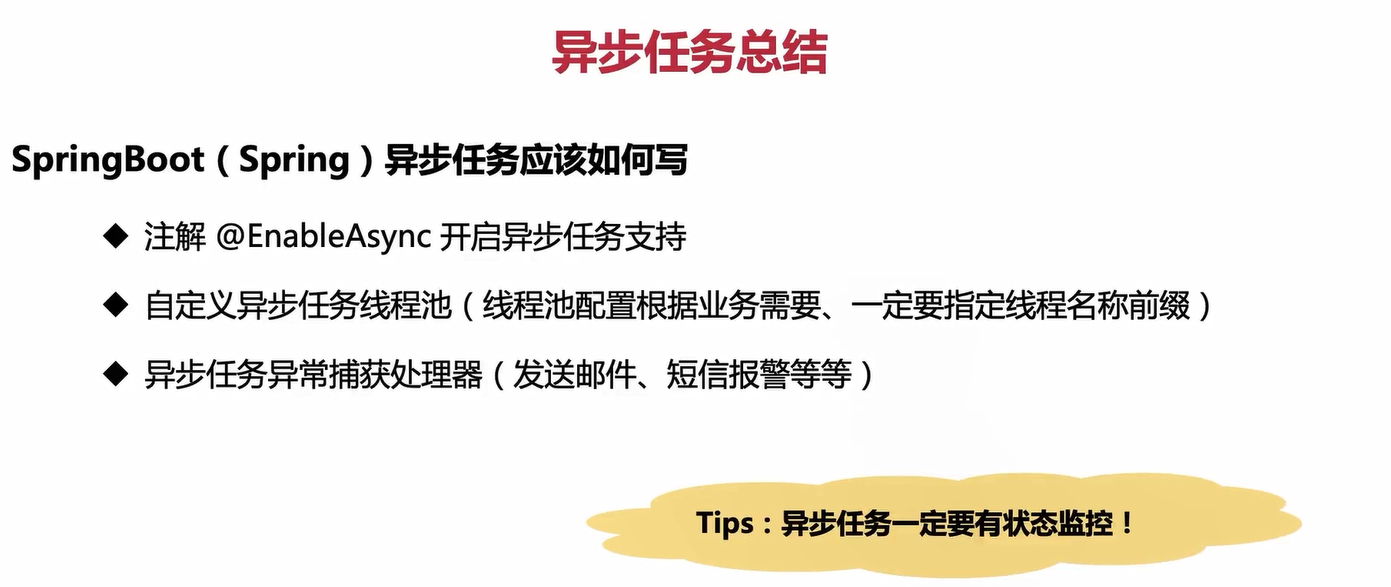 异步任务总结
SpringBoot（Spring）异步任务应该如何写
◆ 注解 @EnableAsync 开启异步任务支持
◆ 自定义异步任务线程池（线程池配置根据业务需要、一定要指定线程名称前缀）
◆ 异步任务异常捕获处理器（发送邮件、短信报警等等）
Tips：异步任务一定要有状态监控！